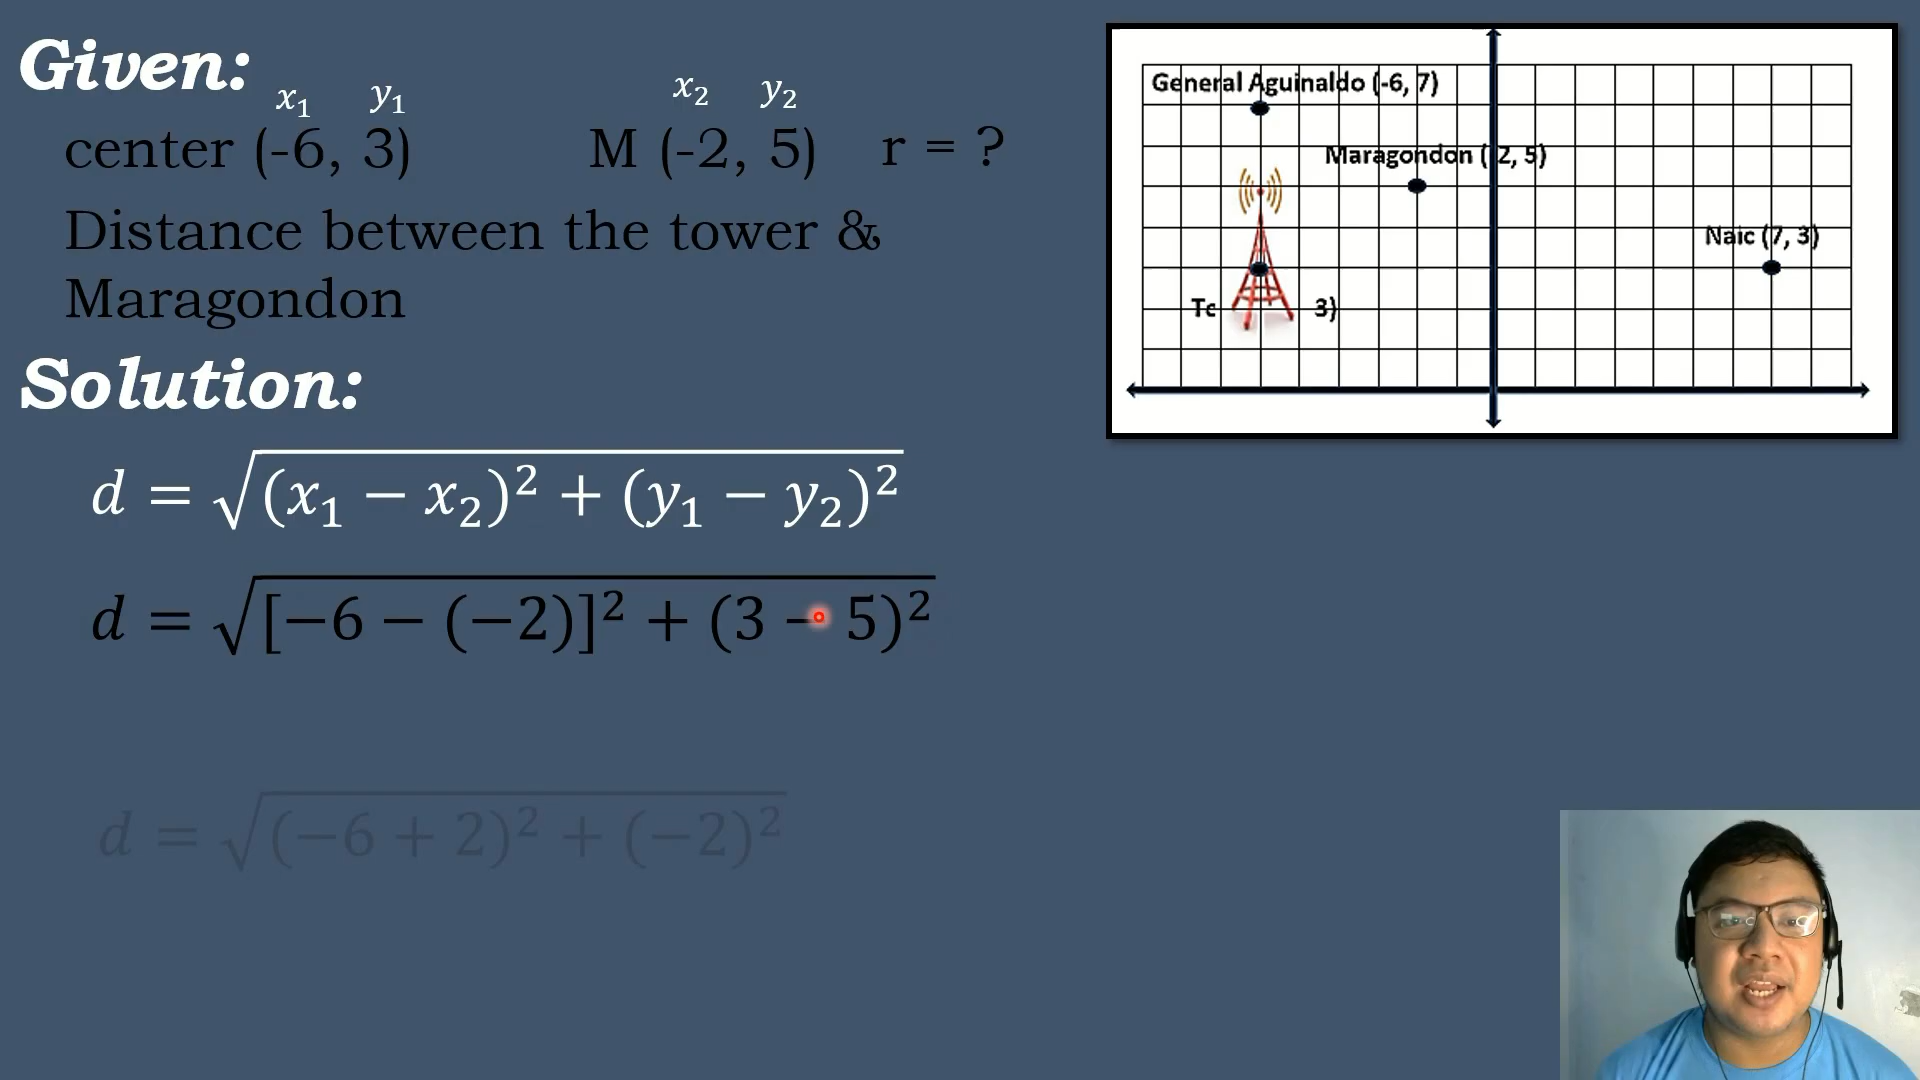 Given:
x₁ y₁ x₂ y₂
center (-6, 3) M (-2, 5) r = ?
Distance between the tower &
Maragondon
Solution:
d = √(x₁ − x₂)² + (y₁ − y₂)²
d = √[−6 − (−2)]² + (3 − 5)²
d = √(−6 + 2)² + (−2)²
General Aguinaldo (-6, 7)
Maragondon ( 2, 5)
Naic (7, 3)
3)